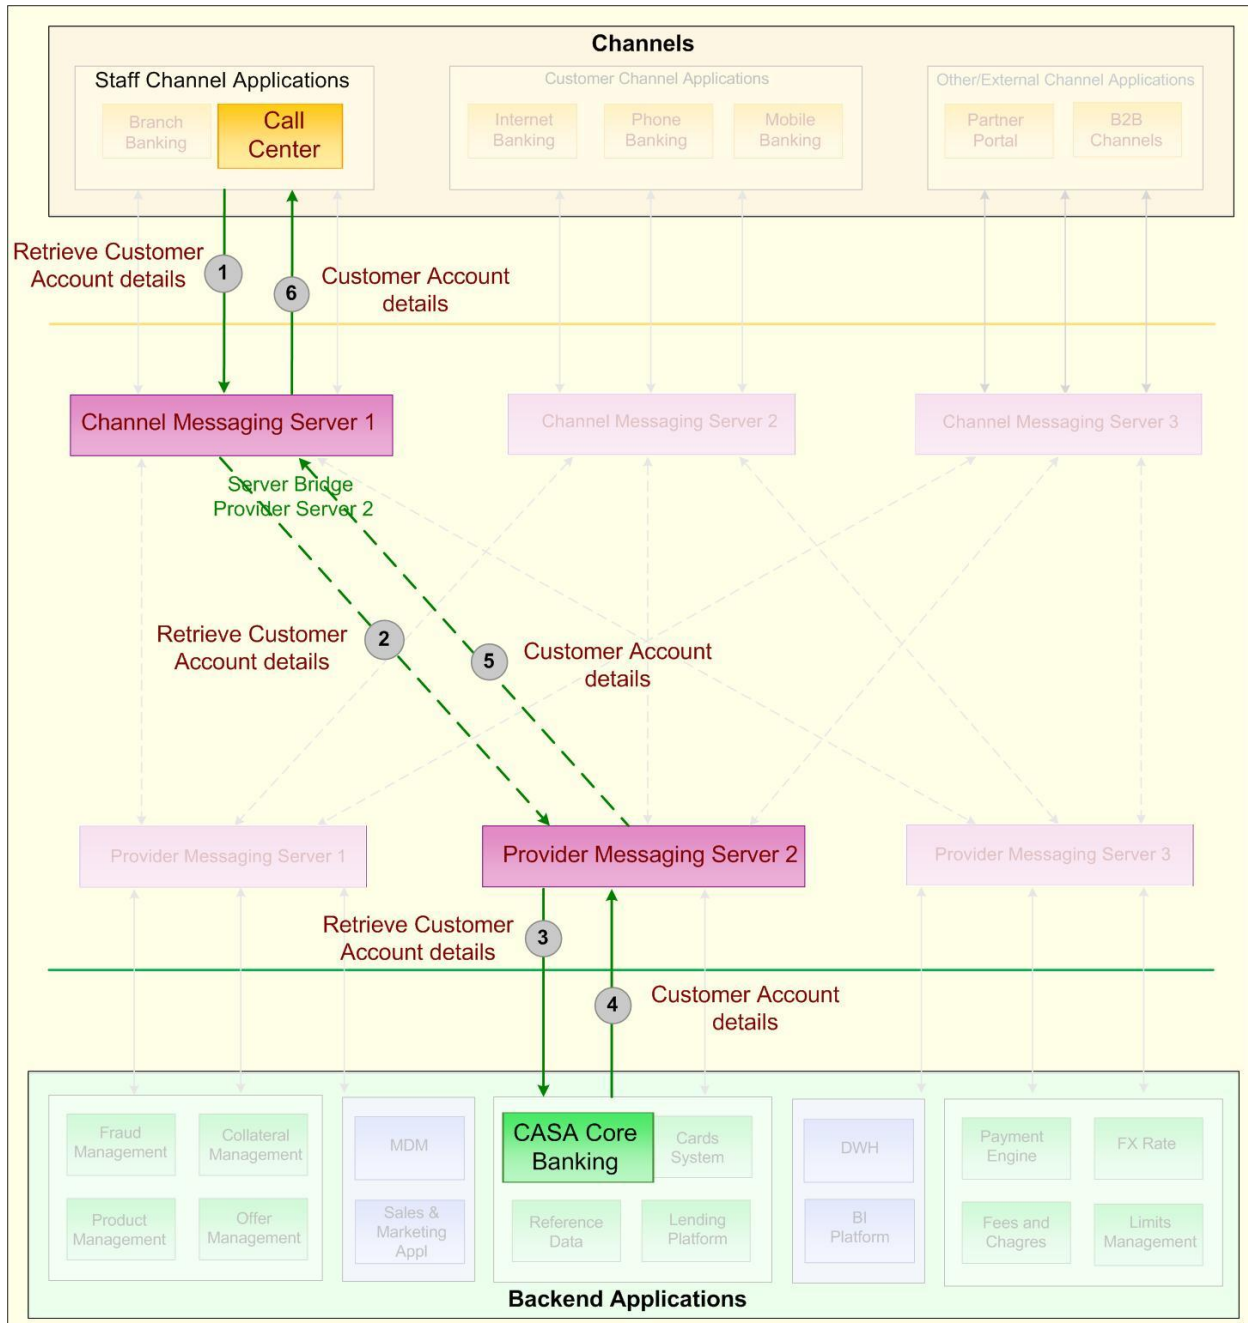 Channels
Staff Channel Applications
Customer Channel Applications
Other/External Channel Applications
Branch
Banking
Call
Center
Internet
Banking
Phone
Banking
Mobile
Banking
Partner
Portal
B2B
Channels
Retrieve Customer
Account details
1
6
Customer Account
details
Channel Messaging Server 1
Channel Messaging Server 2
Channel Messaging Server 3
Server Bridge
Provider Server 2
Retrieve Customer
Account details
2
5
Customer Account
details
Provider Messaging Server 1
Provider Messaging Server 2
Provider Messaging Server 3
Retrieve Customer
Account details
3
4
Customer Account
details
Fraud
Management
Collateral
Management
Product
Management
Offer
Management
MDM
Sales &
Marketing
Appl
CASA Core
Banking
Cards
System
Reference
Data
Lending
Platform
DWH
BI
Platform
Payment
Engine
FX Rate
Fees and
Chagres
Limits
Management
Backend Applications